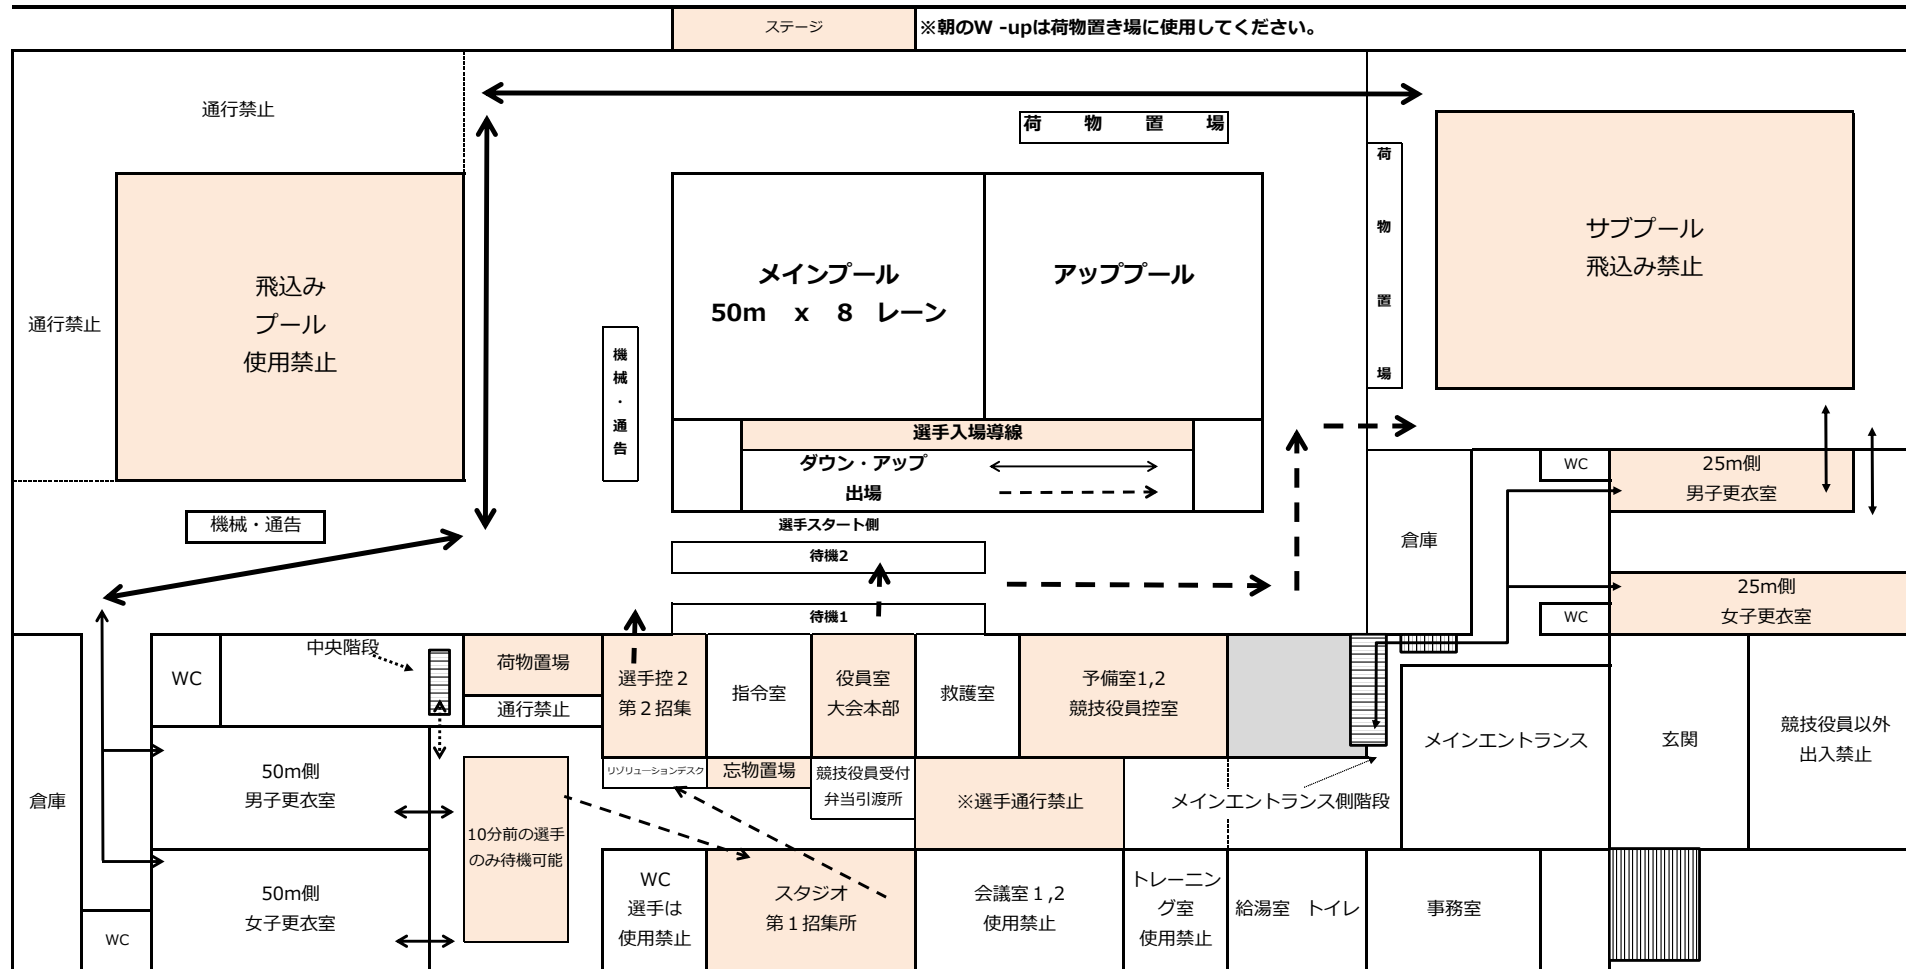 ステージ
※朝のW -upは荷物置き場に使用してください。
通行禁止
荷　物　置　場
荷
物
置
場
サブプール
飛込み禁止
メインプール
50m　x　8　レーン
アッププール
飛込み
プール
使用禁止
通行禁止
機
械
・
通
告
選手入場導線
ダウン・アップ
出場
選手スタート側
待機2
待機1
機械・通告
WC
25m側
男子更衣室
倉庫
25m側
女子更衣室
WC
中央階段
WC
荷物置場
通行禁止
選手控２
第２招集
指令室
役員室
大会本部
救護室
予備室1,2
競技役員控室
メインエントランス
玄関
競技役員以外
出入禁止
倉庫
50m側
男子更衣室
リゾリューションデスク
忘物置場
競技役員受付
弁当引渡所
※選手通行禁止
メインエントランス側階段
10分前の選手
のみ待機可能
50m側
女子更衣室
WC
WC
選手は
使用禁止
スタジオ
第１招集所
会議室１,２
使用禁止
トレーニン
グ室
使用禁止
給湯室　トイレ
事務室